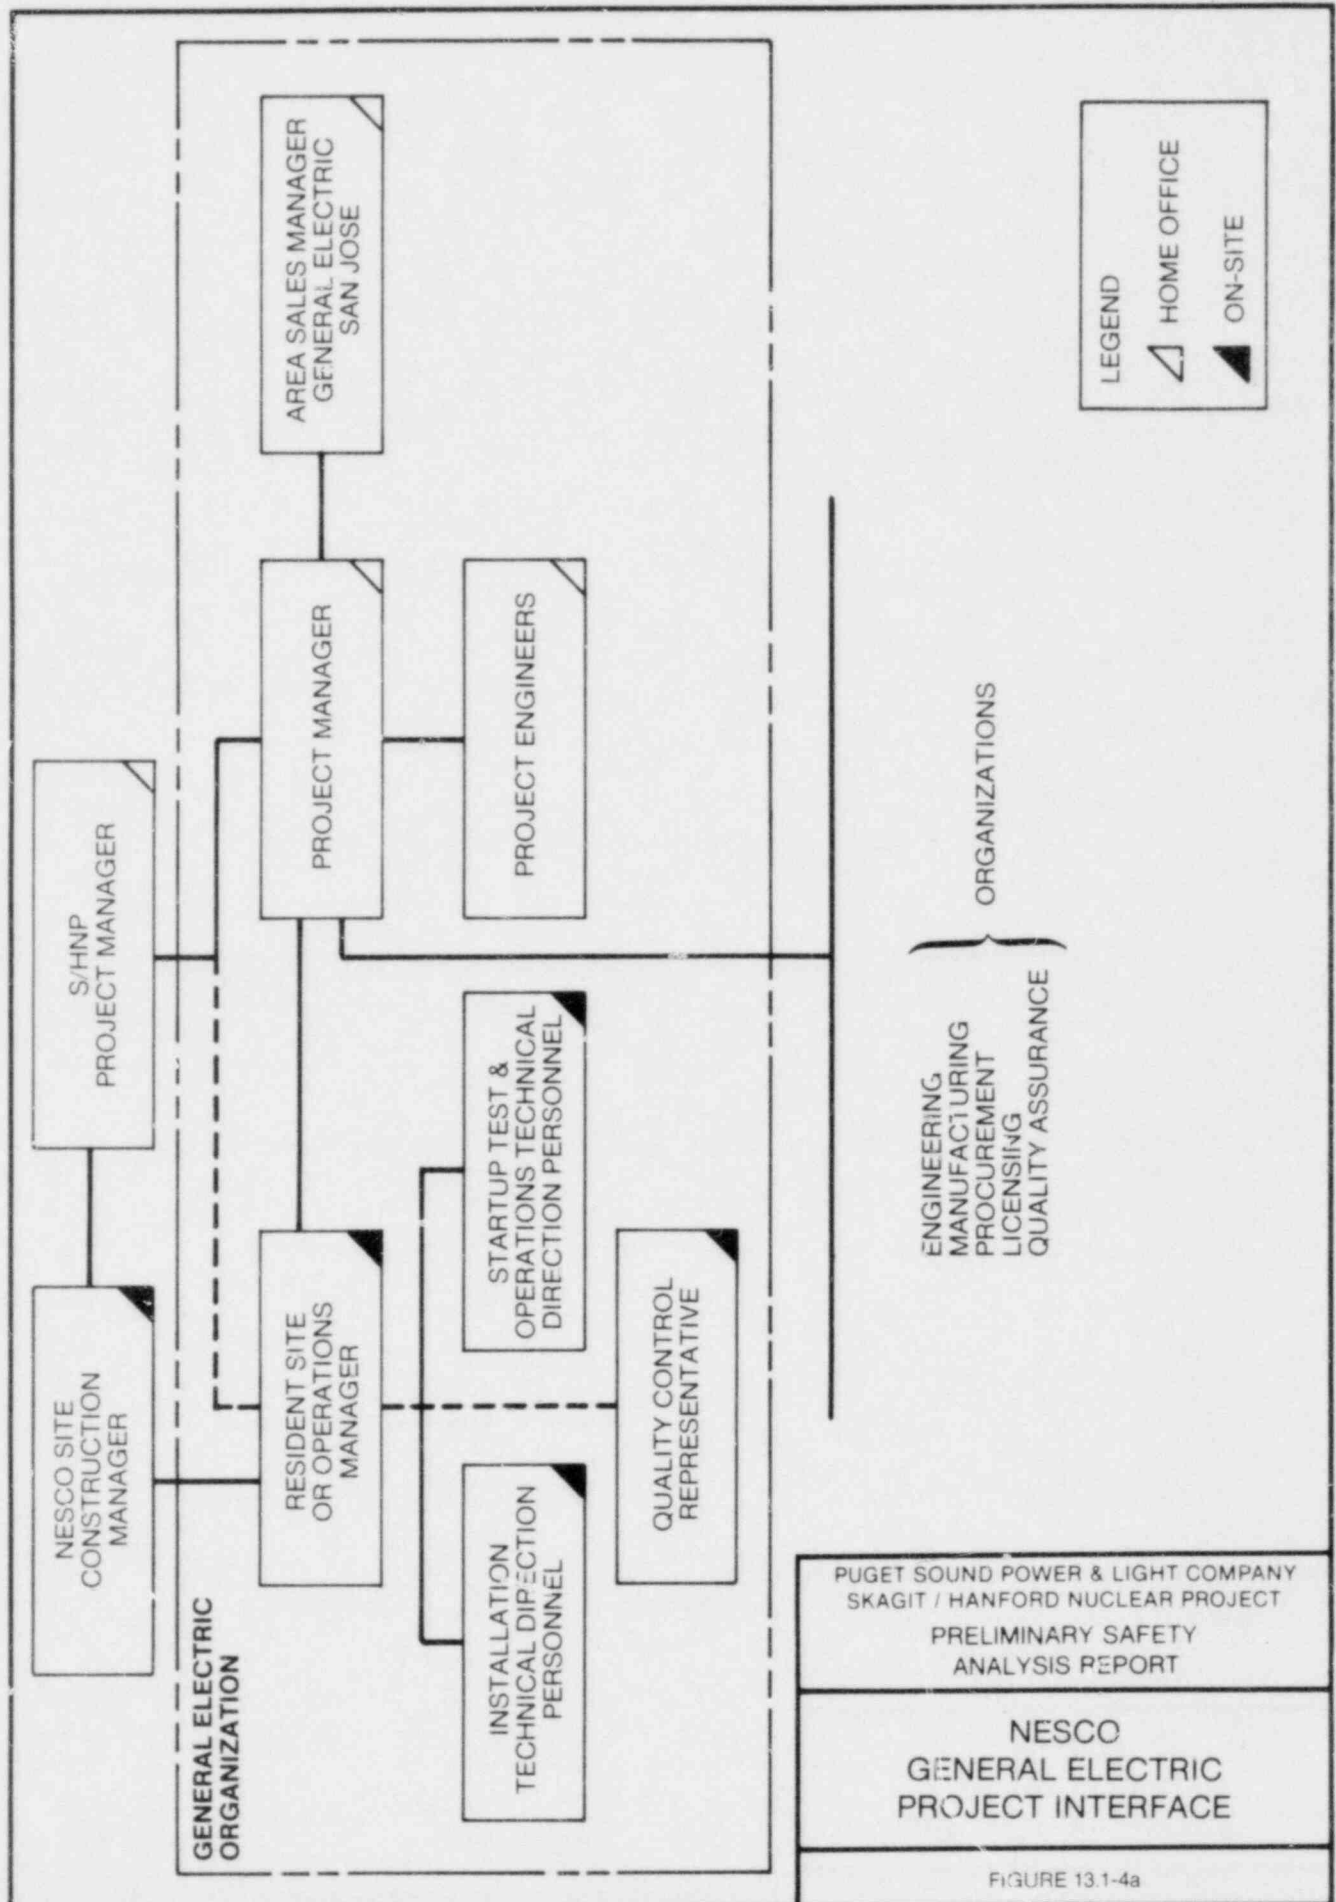 NESCO SITE
CONSTRUCTION
MANAGER
S/HNP
PROJECT MANAGER
GENERAL ELECTRIC
ORGANIZATION
RESIDENT SITE
OR OPERATIONS
MANAGER
PROJECT MANAGER
AREA SALES MANAGER
GENERAL ELECTRIC
SAN JOSE
INSTALLATION
TECHNICAL DIRECTION
PERSONNEL
STARTUP TEST &
OPERATIONS TECHNICAL
DIRECTION PERSONNEL
PROJECT ENGINEERS
QUALITY CONTROL
REPRESENTATIVE
ENGINEERING
MANUFACTURING
PROCUREMENT
LICENSING
QUALITY ASSURANCE
ORGANIZATIONS
LEGEND
HOME OFFICE
ON-SITE
PUGET SOUND POWER & LIGHT COMPANY
SKAGIT / HANFORD NUCLEAR PROJECT
PRELIMINARY SAFETY
ANALYSIS REPORT
NESCO
GENERAL ELECTRIC
PROJECT INTERFACE
FIGURE 13.1-4a